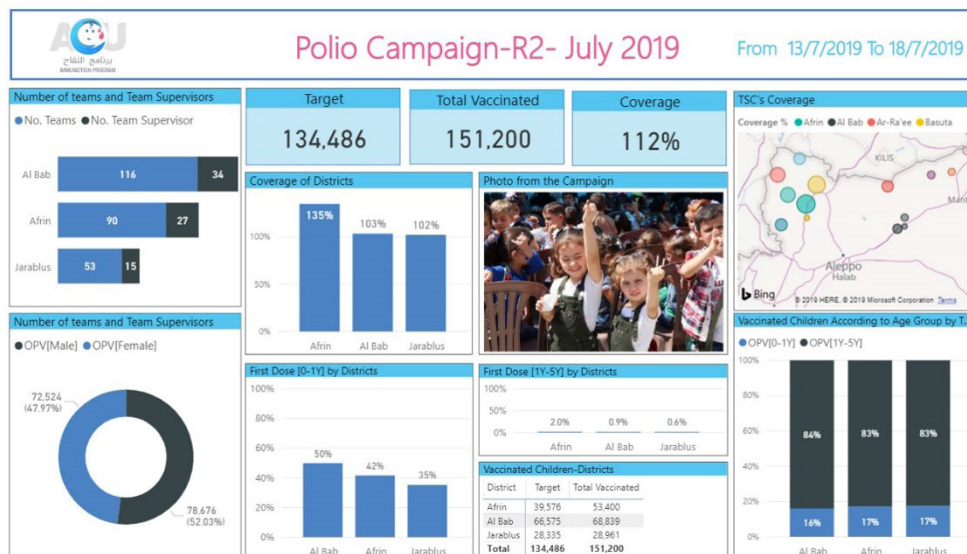 ACU
برنامج اللقاح
IMMUNIZATION PROGRAM
Polio Campaign-R2- July 2019
From 13/7/2019 To 18/7/2019
Number of teams and Team Supervisors
No. Teams No. Team Supervisor
Al Bab 116 34
Afrin 90 27
Jarablus 53 15
Target
134,486
Total Vaccinated
151,200
Coverage
112%
TSC's Coverage
Coverage % Afrin Al Bab Ar-Ra'ee Basuta
KILIS
Aleppo
Halab
Bing
© 2019 HERE, © 2019 Microsoft Corporation Terms
Coverage of Districts
100%
50%
0%
135%
103%
102%
Afrin Al Bab Jarablus
Photo from the Campaign
Number of teams and Team Supervisors
OPV[Male] OPV[Female]
72,524
(47.97%)
78,676
(52.03%)
First Dose [0-1Y] by Districts
100%
80%
60%
40%
20%
0%
50%
42%
35%
Al Bab Afrin Jarablus
First Dose [1Y-5Y] by Districts
100%
50%
0%
2.0% 0.9% 0.6%
Afrin Al Bab Jarablus
Vaccinated Children-Districts
District Target Total Vaccinated
Afrin 39,576 53,400
Al Bab 66,575 68,839
Jarablus 28,335 28,961
Total 134,486 151,200
Vaccinated Children According to Age Group by T...
OPV[0-1Y] OPV[1Y-5Y]
100%
80%
60%
40%
20%
0%
84% 83% 83%
16% 17% 17%
Al Bab Afrin Jarablus